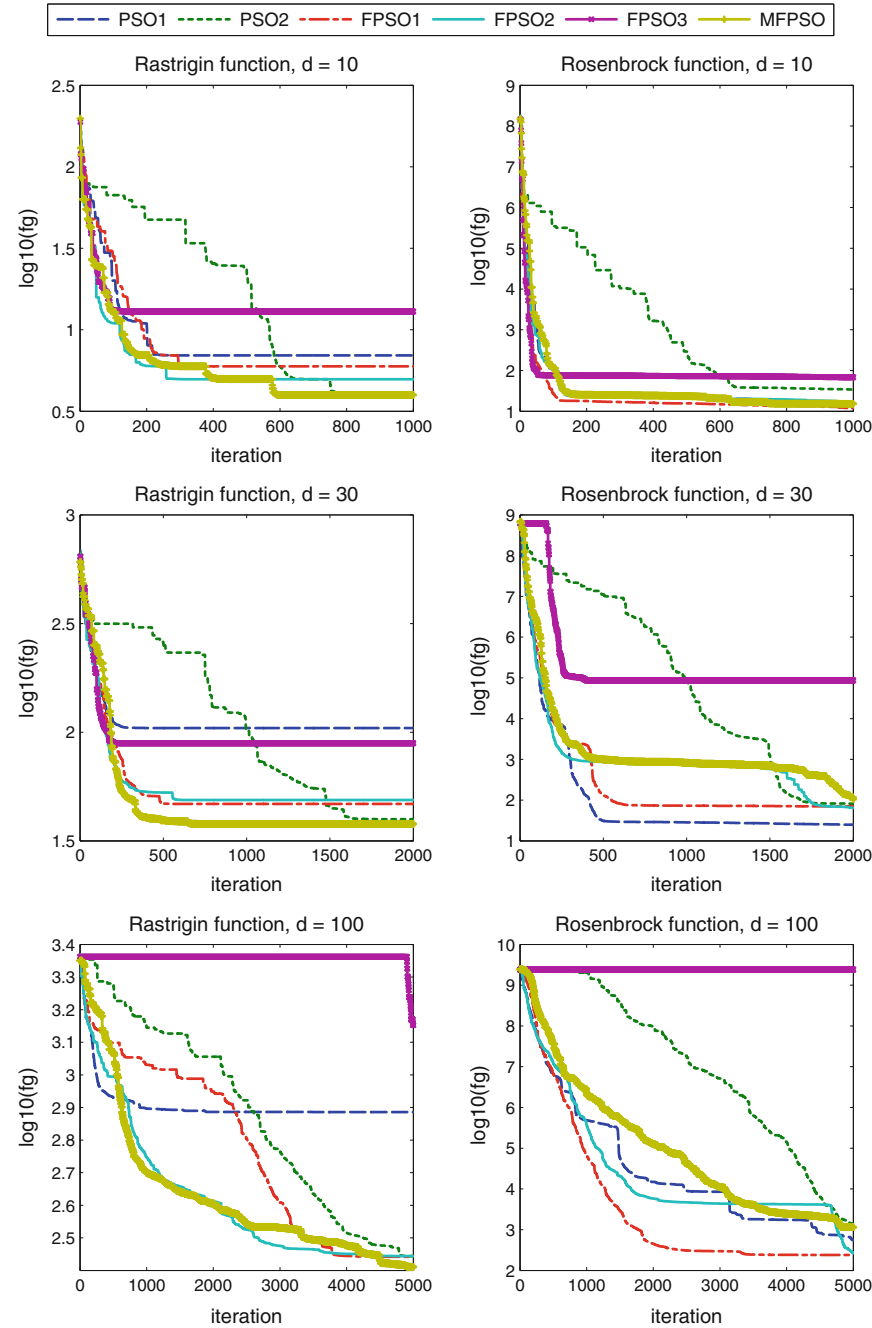 PSO1 PSO2 FPSO1 FPSO2 FPSO3 MFPSO
Rastrigin function, d = 10
2.5
2
1.5
1
0.5
log10(fg)
0 200 400 600 800 1000
iteration
Rosenbrock function, d = 10
9
8
7
6
5
4
3
2
1
log10(fg)
0 200 400 600 800 1000
iteration
Rastrigin function, d = 30
3
2.5
2
1.5
log10(fg)
0 500 1000 1500 2000
iteration
Rosenbrock function, d = 30
9
8
7
6
5
4
3
2
1
log10(fg)
0 500 1000 1500 2000
iteration
Rastrigin function, d = 100
3.4
3.3
3.2
3.1
3
2.9
2.8
2.7
2.6
2.5
log10(fg)
0 1000 2000 3000 4000 5000
iteration
Rosenbrock function, d = 100
10
9
8
7
6
5
4
3
2
log10(fg)
0 1000 2000 3000 4000 5000
iteration